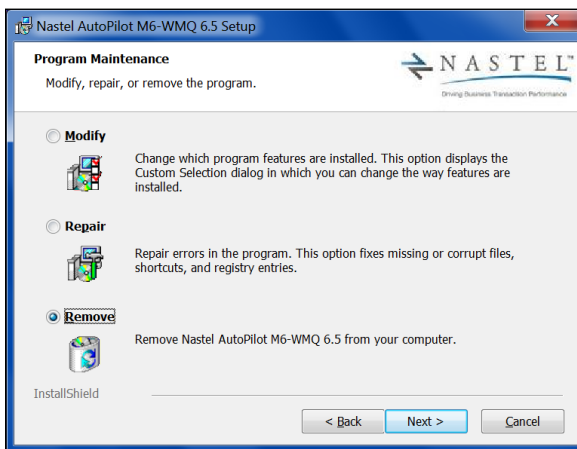 Nastel AutoPilot M6-WMQ 6.5 Setup
Program Maintenance
Modify, repair, or remove the program.
NASTEL™
Driving Business Transaction Performance
Modify
Change which program features are installed. This option displays the
Custom Selection dialog in which you can change the way features are
installed.
Repair
Repair errors in the program. This option fixes missing or corrupt files,
shortcuts, and registry entries.
Remove
Remove Nastel AutoPilot M6-WMQ 6.5 from your computer.
InstallShield
< Back
Next >
Cancel